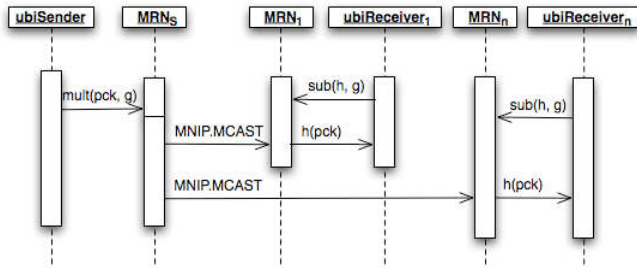 ubiSender MRNS MRN1 ubiReceiver1 MRNn ubiReceivern
sub(h, g)
mult(pck, g)
sub(h, g)
MNIP.MCAST h(pck)
MNIP.MCAST h(pck)